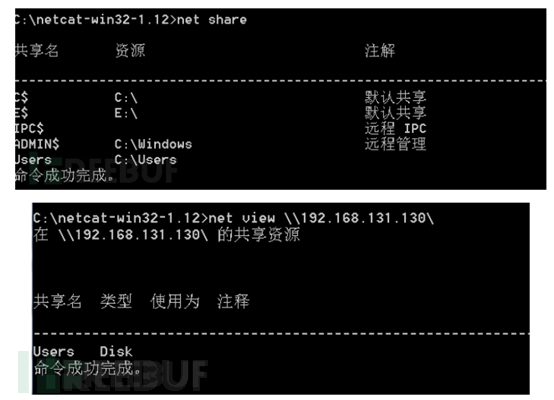 C:\netcat-win32-1.12>net share
共享名 资源 注解
-------------------------------------------------------------------------------
C$ C:\ 默认共享
E$ E:\ 默认共享
IPC$ 远程 IPC
ADMIN$ C:\Windows 远程管理
Users C:\Users
命令成功完成。
REEBUF
C:\netcat-win32-1.12>net view \\192.168.131.130\
在 \\192.168.131.130\ 的共享资源
共享名 类型 使用为 注释
-------------------------------------------------------------------------------
Users Disk
命令成功完成。
REEBUF